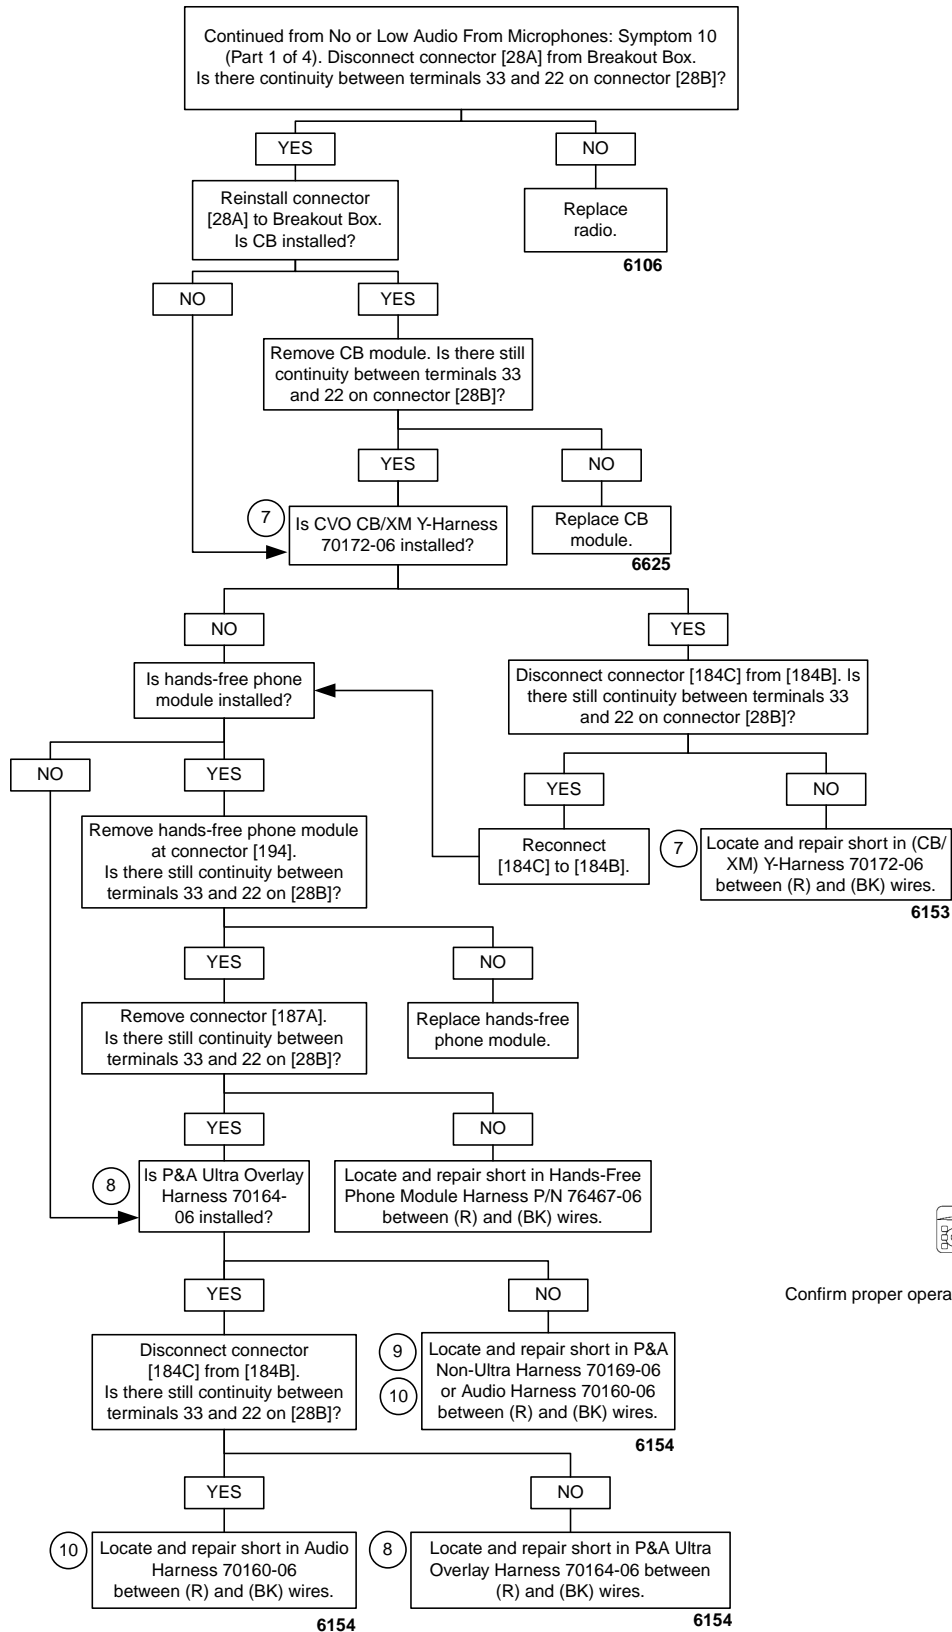 Continued from No or Low Audio From Microphones: Symptom 10
(Part 1 of 4). Disconnect connector [28A] from Breakout Box.
Is there continuity between terminals 33 and 22 on connector [28B]?
YES
NO
Reinstall connector
[28A] to Breakout Box.
Is CB installed?
Replace
radio.
6106
NO
YES
Remove CB module. Is there still
continuity between terminals 33
and 22 on connector [28B]?
YES
NO
7
Is CVO CB/XM Y-Harness
70172-06 installed?
Replace CB
module.
6625
NO
YES
Is hands-free phone
module installed?
Disconnect connector [184C] from [184B]. Is
there still continuity between terminals 33
and 22 on connector [28B]?
NO
YES
YES
NO
Remove hands-free phone module
at connector [194].
Is there still continuity between
terminals 33 and 22 on [28B]?
Reconnect
[184C] to [184B].
7
Locate and repair short in (CB/
XM) Y-Harness 70172-06
between (R) and (BK) wires.
6153
YES
NO
Remove connector [187A].
Is there still continuity between
terminals 33 and 22 on [28B]?
Replace hands-free
phone module.
YES
NO
8
Is P&A Ultra Overlay
Harness 70164-
06 installed?
Locate and repair short in Hands-Free
Phone Module Harness P/N 76467-06
between (R) and (BK) wires.
YES
NO
Confirm proper opera
Disconnect connector
[184C] from [184B].
Is there still continuity between
terminals 33 and 22 on [28B]?
9
10
Locate and repair short in P&A
Non-Ultra Harness 70169-06
or Audio Harness 70160-06
between (R) and (BK) wires.
6154
YES
NO
10
Locate and repair short in Audio
Harness 70160-06
between (R) and (BK) wires.
6154
8
Locate and repair short in P&A Ultra
Overlay Harness 70164-06 between
(R) and (BK) wires.
6154